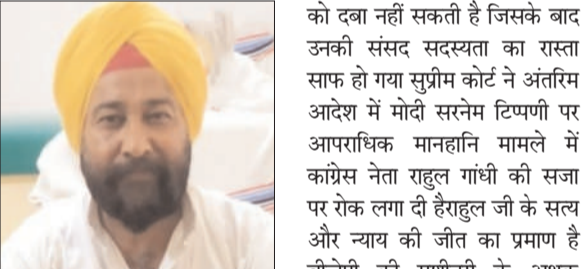 को दबा नहीं सकती है जिसके बाद
उनकी संसद सदस्यता का रास्ता
साफ हो गया सुप्रीम कोर्ट ने अंतरिम
आदेश में मोदी सरनेम टिप्पणी पर
आपराधिक मानहानि मामले में
कांग्रेस नेता राहुल गांधी की सजा
पर रोक लगा दी हैराहुल जी के सत्य
और न्याय की जीत का प्रमाण है